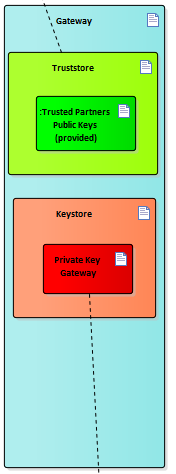 Gateway
Truststore
:Trusted Partners
Public Keys
(provided)
Keystore
Private Key
Gateway